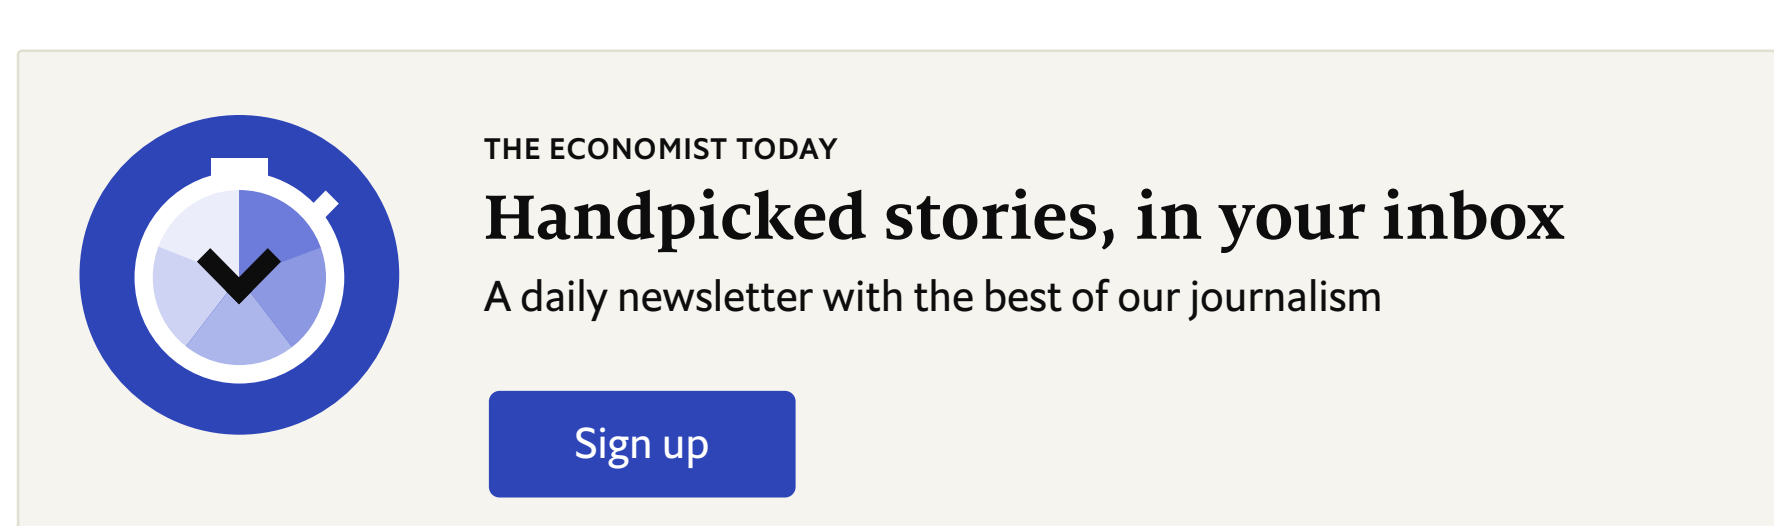 THE ECONOMIST TODAY
Handpicked stories, in your inbox
A daily newsletter with the best of our journalism
Sign up